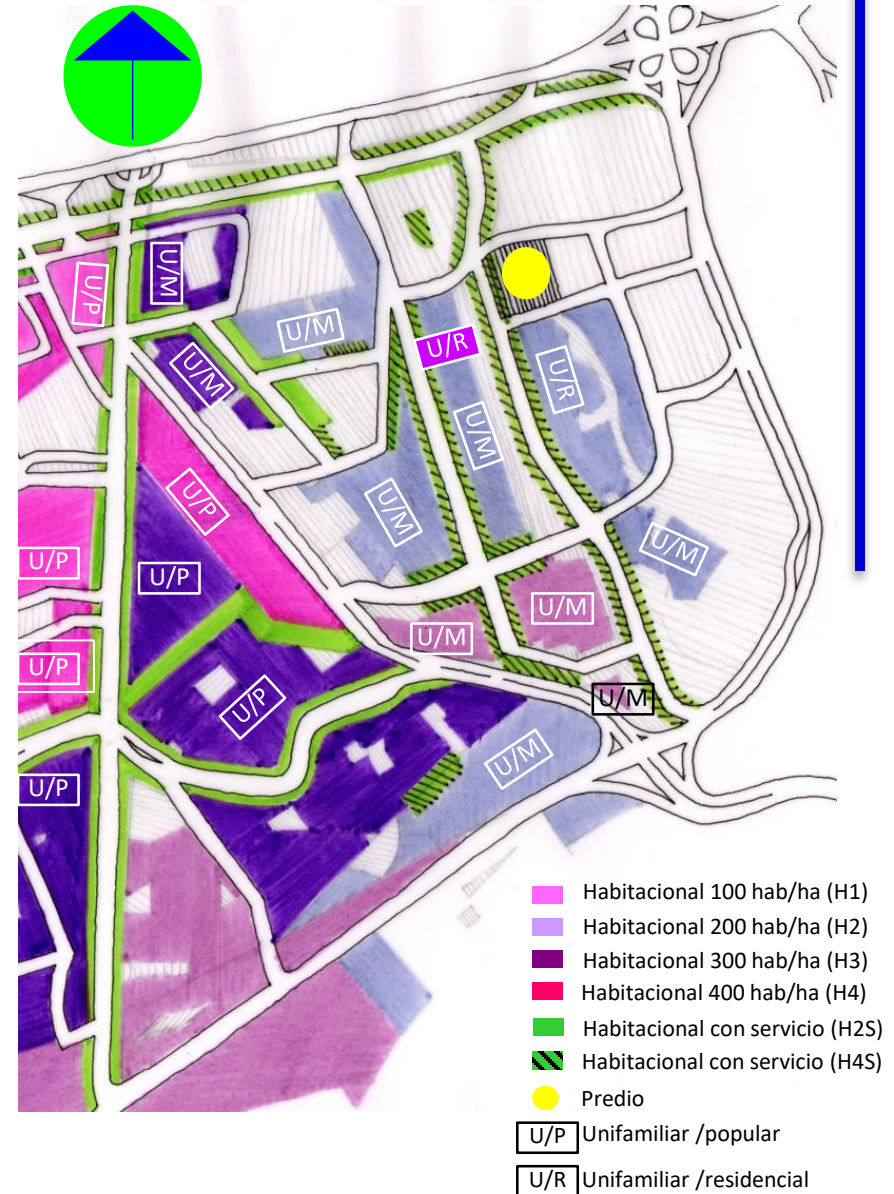 U/M
U/P
U/M
U/R
U/M
U/R
U/M
U/P
U/M
U/M
U/P
U/P
U/M
U/M
U/P
U/P
U/M
U/M
U/P
Habitacional 100 hab/ha (H1)
Habitacional 200 hab/ha (H2)
Habitacional 300 hab/ha (H3)
Habitacional 400 hab/ha (H4)
Habitacional con servicio (H2S)
Habitacional con servicio (H4S)
Predio
U/P Unifamiliar /popular
U/R Unifamiliar /residencial